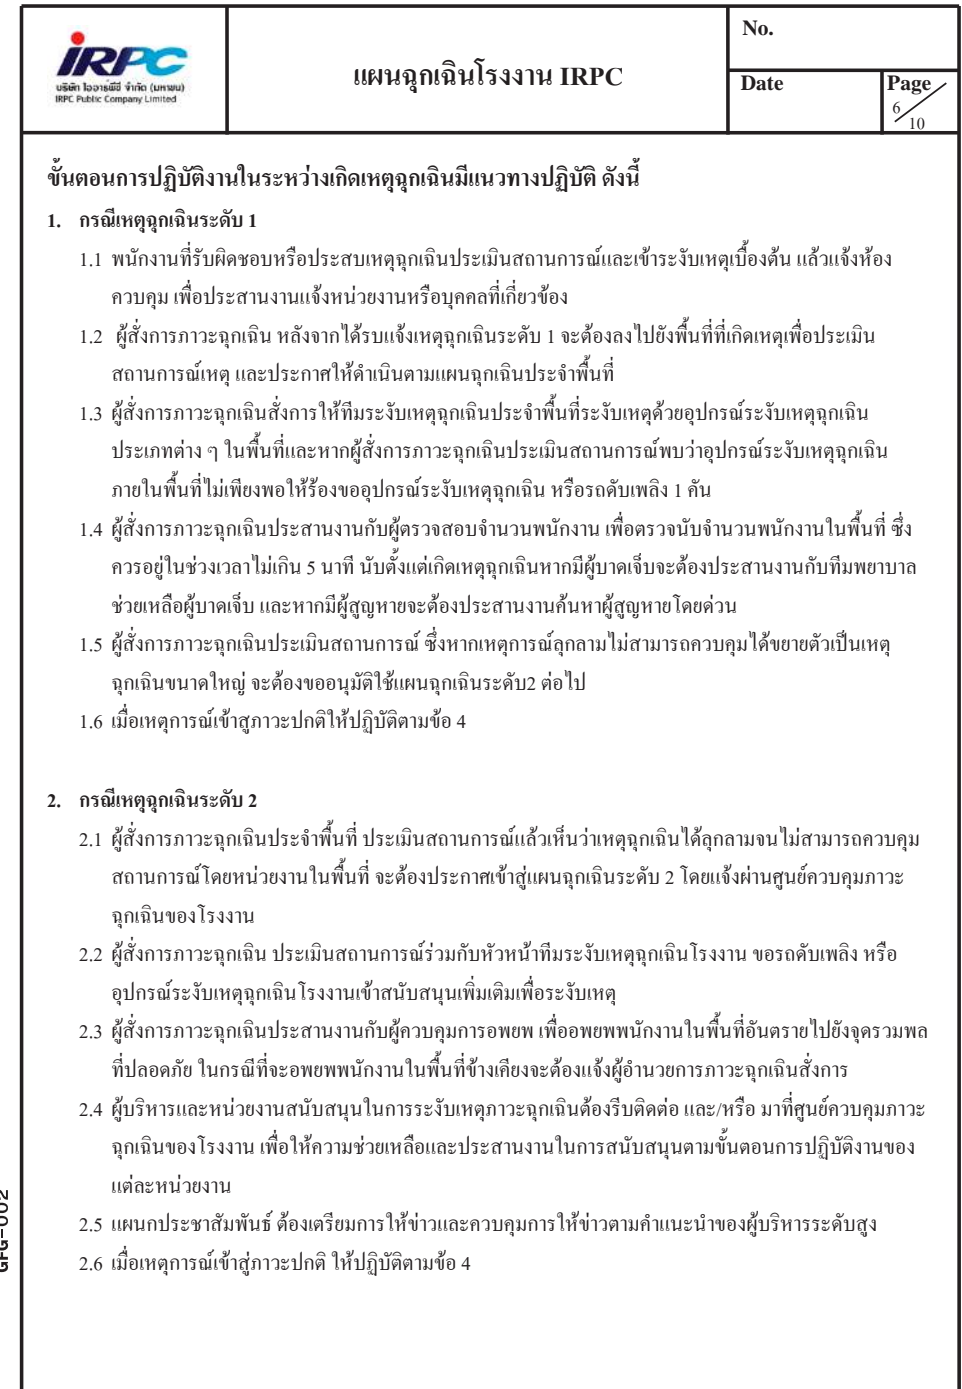 IRPC
บริษัท ไออาร์พีซี จำกัด (มหาชน)
IRPC Public Company Limited
แผนฉุกเฉินโรงงาน IRPC
No.
Date
Page
6/10
ขั้นตอนการปฏิบัติงานในระหว่างเกิดเหตุฉุกเฉินมีแนวทางปฏิบัติ ดังนี้
1. กรณีเหตุฉุกเฉินระดับ 1
1.1 พนักงานที่รับผิดชอบหรือประสบเหตุฉุกเฉินประเมินสถานการณ์และเข้าระงับเหตุเบื้องต้น แล้วแจ้งห้อง
ควบคุม เพื่อประสานงานแจ้งหน่วยงานหรือบุคคลที่เกี่ยวข้อง
1.2 ผู้สั่งการภาวะฉุกเฉิน หลังจากได้รบแจ้งเหตุฉุกเฉินระดับ 1 จะต้องลงไปยังพื้นที่ที่เกิดเหตุเพื่อประเมิน
สถานการณ์เหตุ และประกาศให้ดำเนินตามแผนฉุกเฉินประจำพื้นที่
1.3 ผู้สั่งการภาวะฉุกเฉินสั่งการให้ทีมระงับเหตุฉุกเฉินประจำพื้นที่ระงับเหตุด้วยอุปกรณ์ระงับเหตุฉุกเฉิน
ประเภทต่าง ๆ ในพื้นที่และหากผู้สั่งการภาวะฉุกเฉินประเมินสถานการณ์พบว่าอุปกรณ์ระงับเหตุฉุกเฉิน
ภายในพื้นที่ไม่เพียงพอให้ร้องขออุปกรณ์ระงับเหตุฉุกเฉิน หรือรถดับเพลิง 1 คัน
1.4 ผู้สั่งการภาวะฉุกเฉินประสานงานกับผู้ตรวจสอบจำนวนพนักงาน เพื่อตรวจนับจำนวนพนักงานในพื้นที่ ซึ่ง
ควรอยู่ในช่วงเวลาไม่เกิน 5 นาที นับตั้งแต่เกิดเหตุฉุกเฉินหากมีผู้บาดเจ็บจะต้องประสานงานกับทีมพยาบาล
ช่วยเหลือผู้บาดเจ็บ และหากมีผู้สูญหายจะต้องประสานงานค้นหาผู้สูญหายโดยด่วน
1.5 ผู้สั่งการภาวะฉุกเฉินประเมินสถานการณ์ ซึ่งหากเหตุการณ์ลุกลามไม่สามารถควบคุมได้ขยายตัวเป็นเหตุ
ฉุกเฉินขนาดใหญ่ จะต้องขออนุมัติใช้แผนฉุกเฉินระดับ2 ต่อไป
1.6 เมื่อเหตุการณ์เข้าสูภาวะปกติให้ปฏิบัติตามข้อ 4
2. กรณีเหตุฉุกเฉินระดับ 2
2.1 ผู้สั่งการภาวะฉุกเฉินประจำพื้นที่ ประเมินสถานการณ์แล้วเห็นว่าเหตุฉุกเฉินได้ลุกลามจนไม่สามารถควบคุม
สถานการณ์โดยหน่วยงานในพื้นที่ จะต้องประกาศเข้าสู่แผนฉุกเฉินระดับ 2 โดยแจ้งผ่านศูนย์ควบคุมภาวะ
ฉุกเฉินของโรงงาน
2.2 ผู้สั่งการภาวะฉุกเฉิน ประเมินสถานการณ์ร่วมกับหัวหน้าทีมระงับเหตุฉุกเฉินโรงงาน ขอรถดับเพลิง หรือ
อุปกรณ์ระงับเหตุฉุกเฉินโรงงานเข้าสนับสนุนเพิ่มเติมเพื่อระงับเหตุ
2.3 ผู้สั่งการภาวะฉุกเฉินประสานงานกับผู้ควบคุมการอพยพ เพื่ออพยพพนักงานในพื้นที่อันตรายไปยังจุดรวมพล
ที่ปลอดภัย ในกรณีที่จะอพยพพนักงานในพื้นที่ข้างเคียงจะต้องแจ้งผู้อำนวยการภาวะฉุกเฉินสั่งการ
2.4 ผู้บริหารและหน่วยงานสนับสนุนในการระงับเหตุภาวะฉุกเฉินต้องรีบติดต่อ และ/หรือ มาที่ศูนย์ควบคุมภาวะ
ฉุกเฉินของโรงงาน เพื่อให้ความช่วยเหลือและประสานงานในการสนับสนุนตามขั้นตอนการปฏิบัติงานของ
แต่ละหน่วยงาน
2.5 แผนกประชาสัมพันธ์ ต้องเตรียมการให้ข่าวและควบคุมการให้ข่าวตามคำแนะนำของผู้บริหารระดับสูง
2.6 เมื่อเหตุการณ์เข้าสู่ภาวะปกติ ให้ปฏิบัติตามข้อ 4